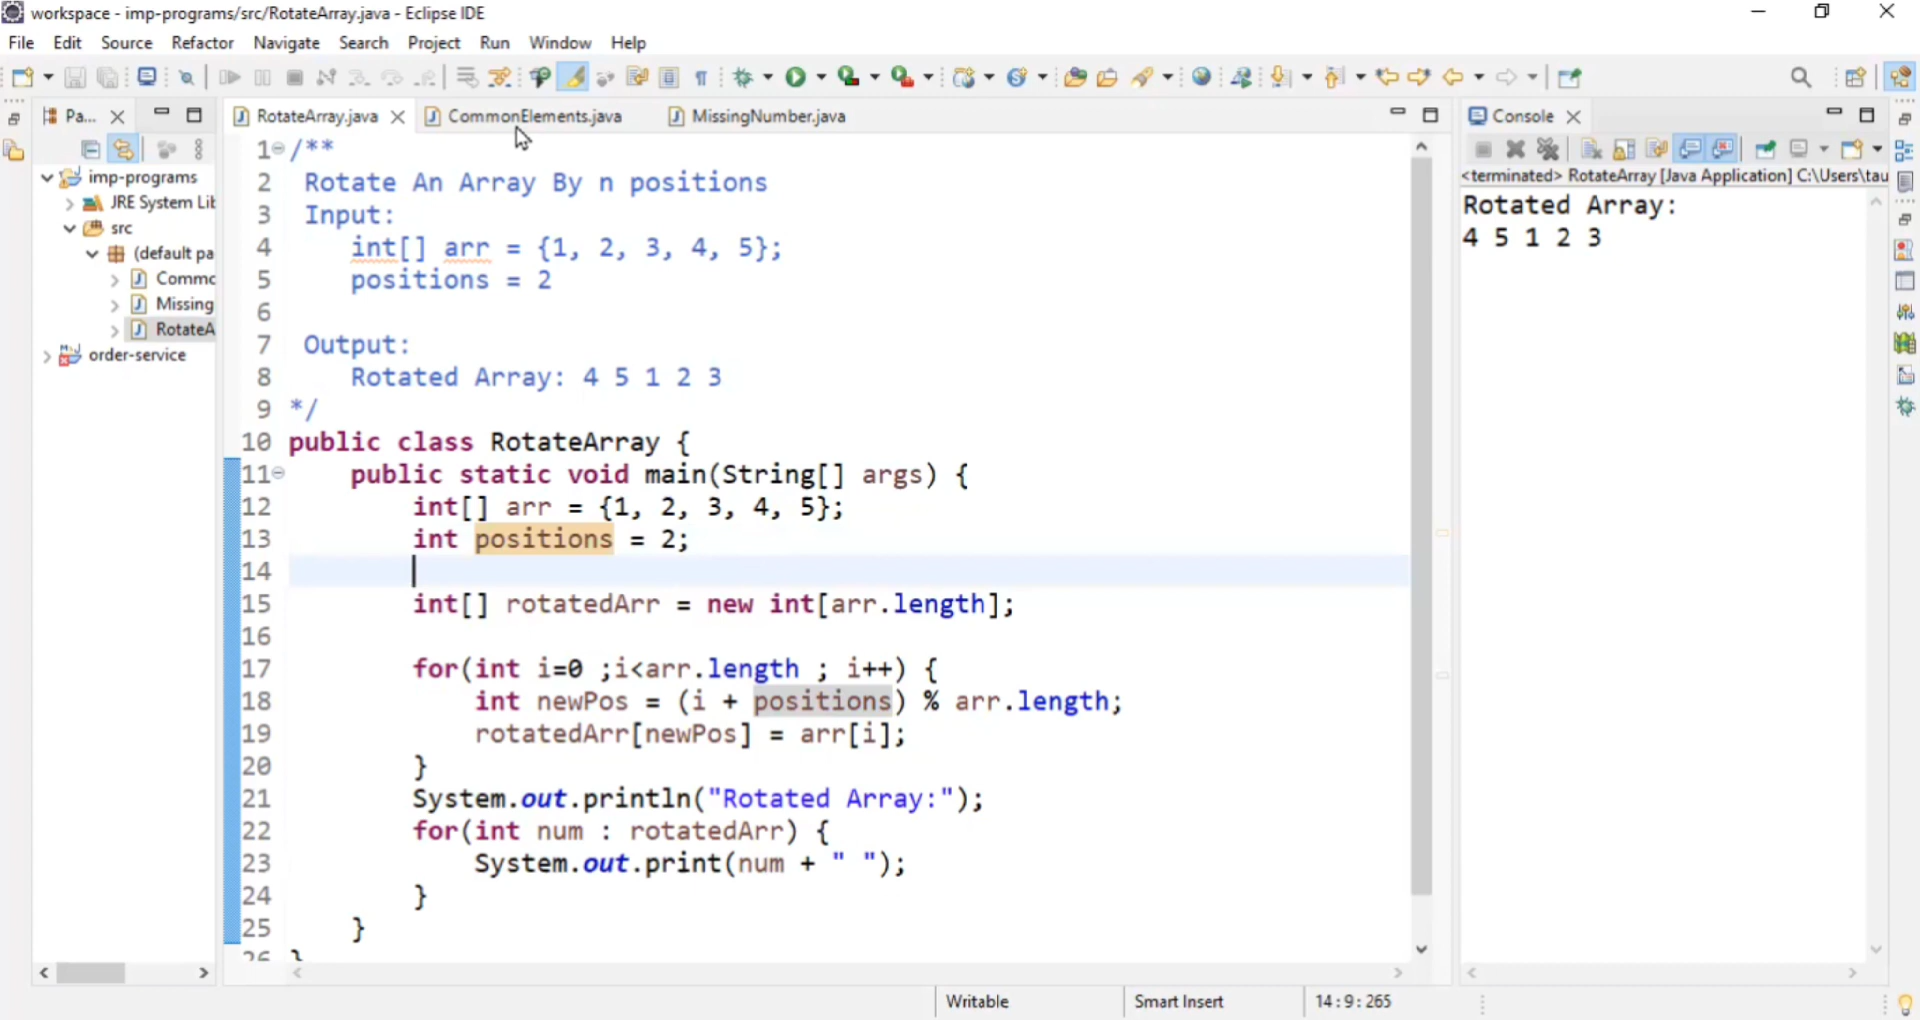 workspace - imp-programs/src/RotateArray.java - Eclipse IDE
File Edit Source Refactor Navigate Search Project Run Window Help
Pa...
RotateArray.java
CommonElements.java
MissingNumber.java
Console
imp-programs
JRE System Lib
src
(default pa
Commo
Missing
RotateA
order-service
1 /**
2 Rotate An Array By n positions
3 Input:
4 int[] arr = {1, 2, 3, 4, 5};
5 positions = 2
6
7 Output:
8 Rotated Array: 4 5 1 2 3
9 */
10 public class RotateArray {
11 public static void main(String[] args) {
12 int[] arr = {1, 2, 3, 4, 5};
13 int positions = 2;
14
15 int[] rotatedArr = new int[arr.length];
16
17 for(int i=0 ;i<arr.length ; i++) {
18 int newPos = (i + positions) % arr.length;
19 rotatedArr[newPos] = arr[i];
20 }
21 System.out.println("Rotated Array:");
22 for(int num : rotatedArr) {
23 System.out.print(num + " ");
24 }
25 }
26 }
<terminated> RotateArray [Java Application] C:\Users\tau
Rotated Array:
4 5 1 2 3
Writable
Smart Insert
14:9:265